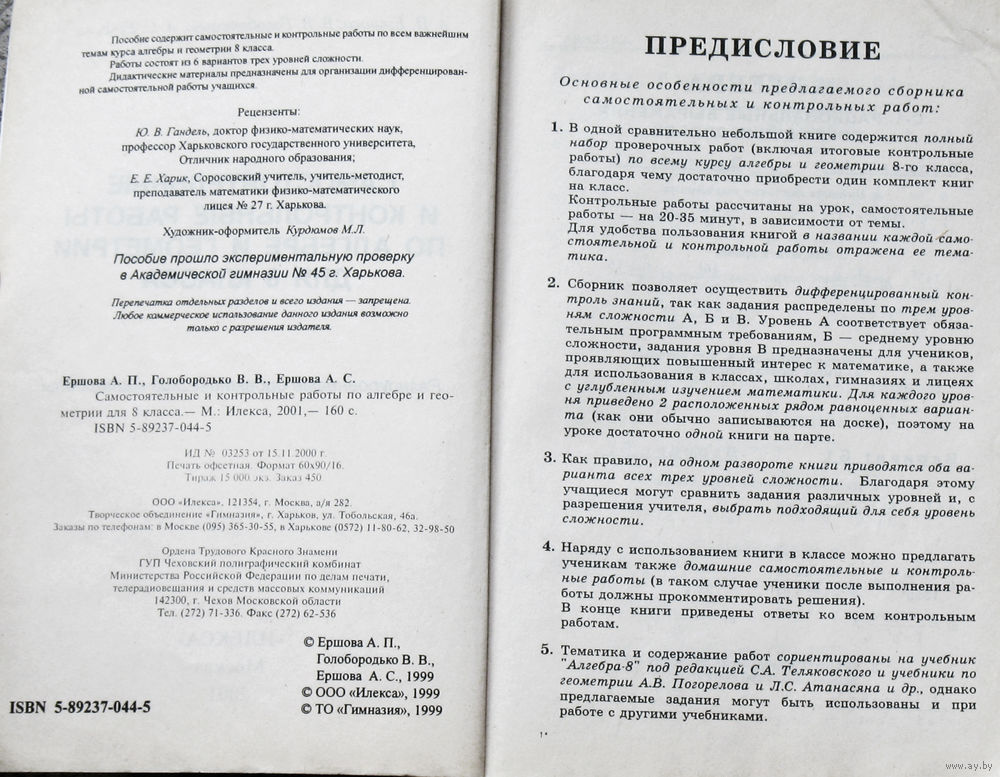 Пособие содержит самостоятельные и контрольные работы по всем важнейшим
темам курса алгебры и геометрии 8 класса.
Работы состоят из 6 вариантов трех уровней сложности.
Дидактические материалы предназначены для организации дифференцирован-
ной самостоятельной работы учащихся.
Рецензенты:
Ю. В. Гандель, доктор физико-математических наук,
профессор Харьковского государственного университета,
Отличник народного образования;
Е. Е. Харик, Соросовский учитель, учитель-методист,
преподаватель математики физико-математического
лицея № 27 г. Харькова.
Художник-оформитель Курдюмов М.Л.
Пособие прошло экспериментальную проверку
в Академической гимназии № 45 г. Харькова.
Перепечатка отдельных разделов и всего издания — запрещена.
Любое коммерческое использование данного издания возможно
только с разрешения издателя.
Ершова А. П., Голобородько В. В., Ершова А. С.
Самостоятельные и контрольные работы по алгебре и гео-
метрии для 8 класса.— М.: Илекса, 2001,— 160 с.
ISBN 5-89237-044-5
ИД № 03253 от 15.11.2000 г.
Печать офсетная. Формат 60х90/16.
Тираж 15 000 экз. Заказ 450.
ООО «Илекса». 121354, г. Москва, а/я 282.
Творческое объединение «Гимназия», г. Харьков, ул. Тобольская, 46а.
Заказы по телефонам: в Москве (095) 365-30-55, в Харькове (0572) 11-80-62, 32-98-50
Ордена Трудового Красного Знамени
ГУП Чеховский полиграфический комбинат
Министерства Российской Федерации по делам печати,
телерадиовещания и средств массовых коммуникаций
142300, г. Чехов Московской области
Тел. (272) 71-336. Факс (272) 62-536
© Ершова А. П.,
Голобородько В. В.,
Ершова А. С., 1999
© ООО «Илекса», 1999
© ТО “Гимназия”, 1999
ISBN 5-89237-044-5
ПРЕДИСЛОВИЕ
Основные особенности предлагаемого сборника
самостоятельных и контрольных работ:
1. В одной сравнительно небольшой книге содержится полный
набор проверочных работ (включая итоговые контрольные
работы) по всему курсу алгебры и геометрии 8-го класса,
благодаря чему достаточно приобрести один комплект книг
на класс.
Контрольные работы рассчитаны на урок, самостоятельные
работы — на 20-35 минут, в зависимости от темы.
Для удобства пользования книгой в названии каждой само-
стоятельной и контрольной работы отражена ее тема-
тика.
2. Сборник позволяет осуществить дифференцированный кон-
троль знаний, так как задания распределены по трем уров-
ням сложности А, Б и В. Уровень А соответствует обяза-
тельным программным требованиям, Б — среднему уровню
сложности, задания уровня В предназначены для учеников,
проявляющих повышенный интерес к математике, а также
для использования в классах, школах, гимназиях и лицеях
с углубленным изучением математики. Для каждого уров-
ня приведено 2 расположенных рядом равноценных вариан-
та (как они обычно записываются на доске), поэтому на
уроке достаточно одной книги на парте.
3. Как правило, на одном развороте книги приводятся оба ва-
рианта всех трех уровней сложности. Благодаря этому
учащиеся могут сравнить задания различных уровней и, с
разрешения учителя, выбрать подходящий для себя уровень
сложности.
4. Наряду с использованием книги в классе можно предлагать
ученикам также домашние самостоятельные и контроль-
ные работы (в таком случае ученики после выполнения ра-
боты должны прокомментировать решения).
В конце книги приведены ответы ко всем контрольным
работам.
5. Тематика и содержание работ сориентированы на учебник
"Алгебра-8" под редакцией С.А. Теляковского и учебники по
геометрии А.В. Погорелова и Л.С. Атанасяна и др., однако
предлагаемые задания могут быть использованы и при
работе с другими учебниками.
www.ay.by